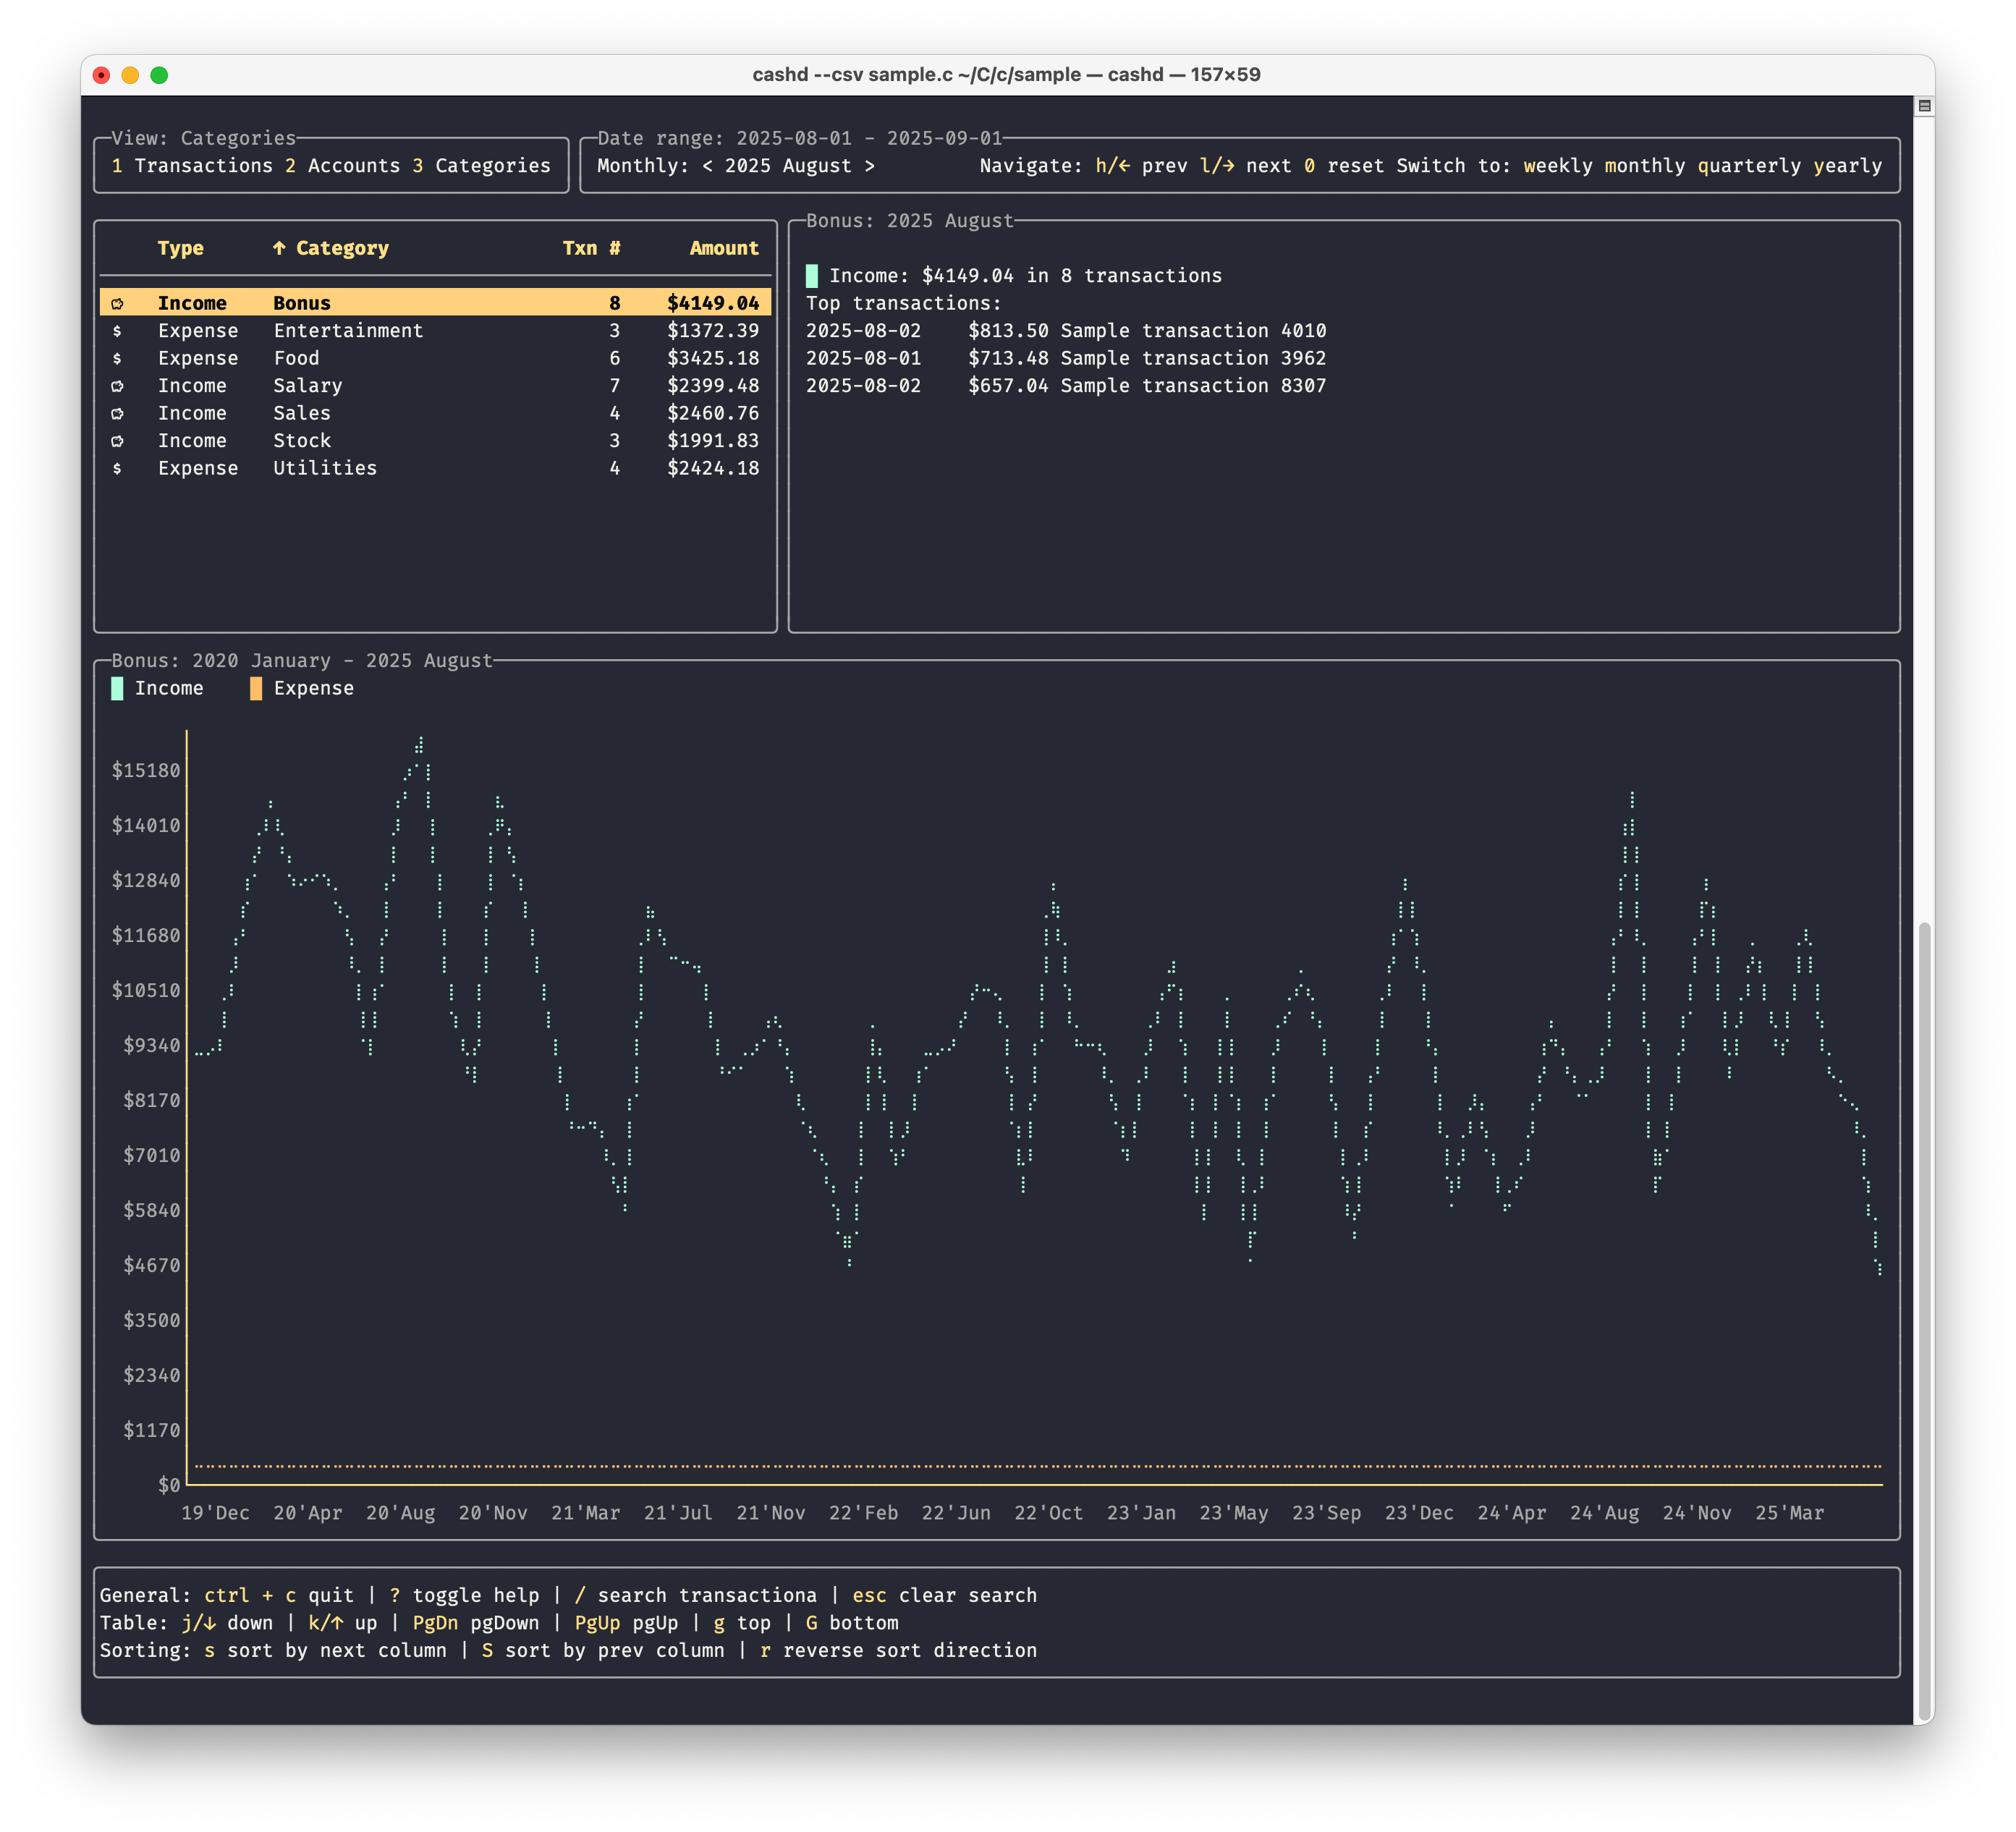 cashd --csv sample.c ~/C/c/sample — cashd — 157×59
View: Categories
1 Transactions 2 Accounts 3 Categories
Date range: 2025-08-01 - 2025-09-01
Monthly: < 2025 August > Navigate: h/← prev l/→ next 0 reset Switch to: weekly monthly quarterly yearly
Type ↑ Category Txn # Amount
Income Bonus 8 $4149.04
$ Expense Entertainment 3 $1372.39
$ Expense Food 6 $3425.18
Income Salary 7 $2399.48
Income Sales 4 $2460.76
Income Stock 3 $1991.83
$ Expense Utilities 4 $2424.18
Bonus: 2025 August
Income: $4149.04 in 8 transactions
Top transactions:
2025-08-02 $813.50 Sample transaction 4010
2025-08-01 $713.48 Sample transaction 3962
2025-08-02 $657.04 Sample transaction 8307
Bonus: 2020 January - 2025 August
Income Expense
$15180
$14010
$12840
$11680
$10510
$9340
$8170
$7010
$5840
$4670
$3500
$2340
$1170
$0
19'Dec 20'Apr 20'Aug 20'Nov 21'Mar 21'Jul 21'Nov 22'Feb 22'Jun 22'Oct 23'Jan 23'May 23'Sep 23'Dec 24'Apr 24'Aug 24'Nov 25'Mar
General: ctrl + c quit | ? toggle help | / search transactiona | esc clear search
Table: j/↓ down | k/↑ up | PgDn pgDown | PgUp pgUp | g top | G bottom
Sorting: s sort by next column | S sort by prev column | r reverse sort direction